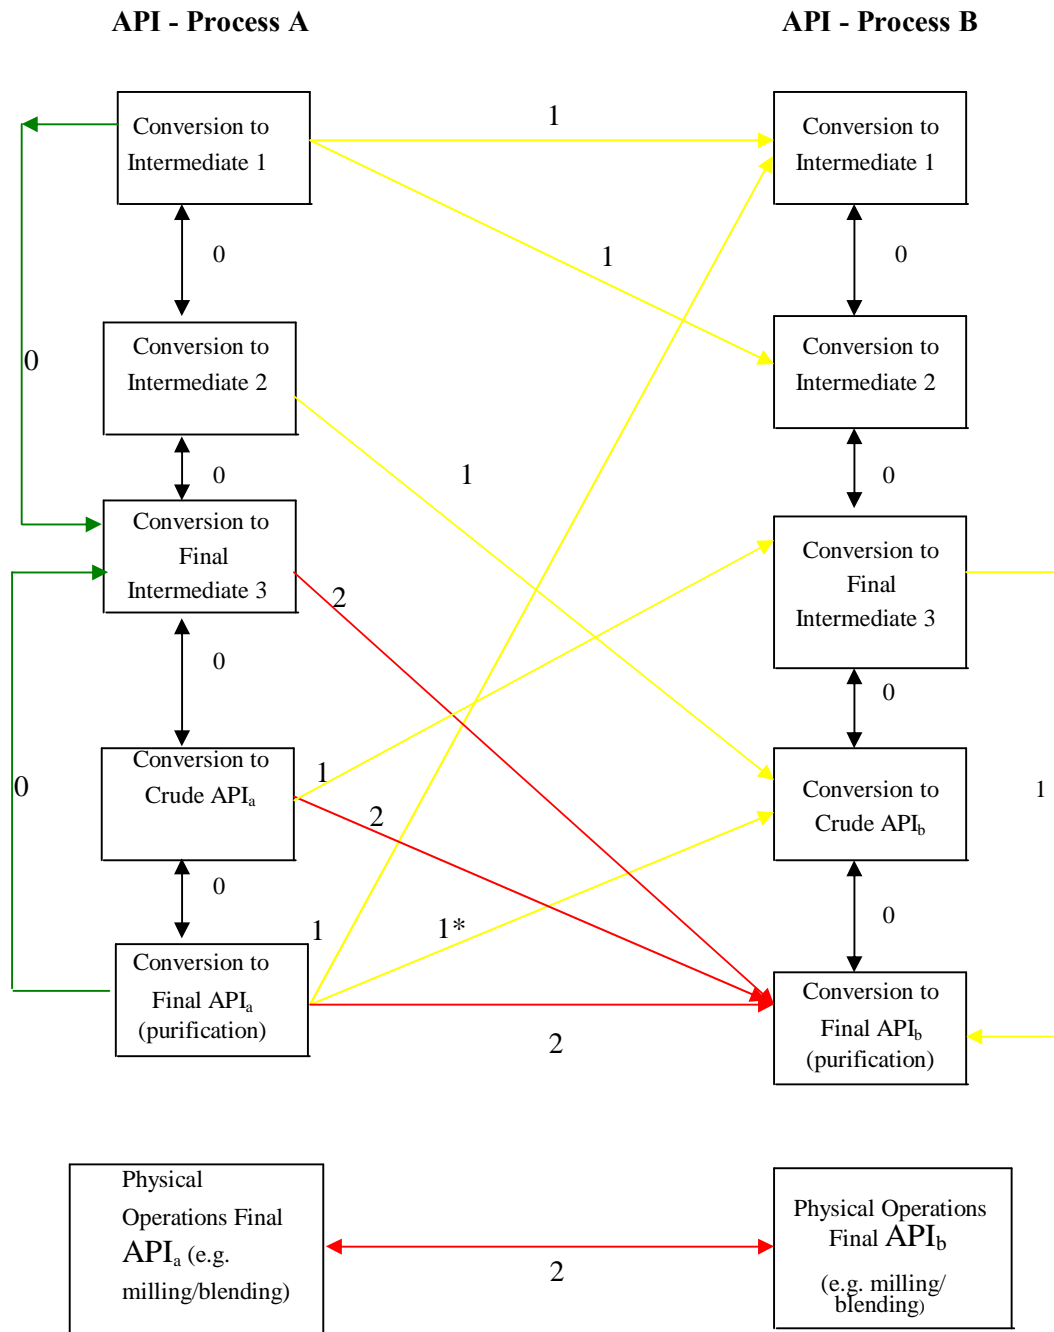 API - Process A
API - Process B
Conversion to
Intermediate 1
1
Conversion to
Intermediate 1
0
1
0
0
Conversion to
Intermediate 2
Conversion to
Intermediate 2
0
1
0
Conversion to
Final
Intermediate 3
2
Conversion to
Final
Intermediate 3
0
0
0
Conversion to
Crude APIa
1
2
Conversion to
Crude APIb
1
0
1
1*
0
Conversion to
Final APIa
(purification)
2
Conversion to
Final APIb
(purification)
Physical
Operations Final
APIa (e.g.
milling/blending)
2
Physical Operations
Final APIb
(e.g. milling/
blending)